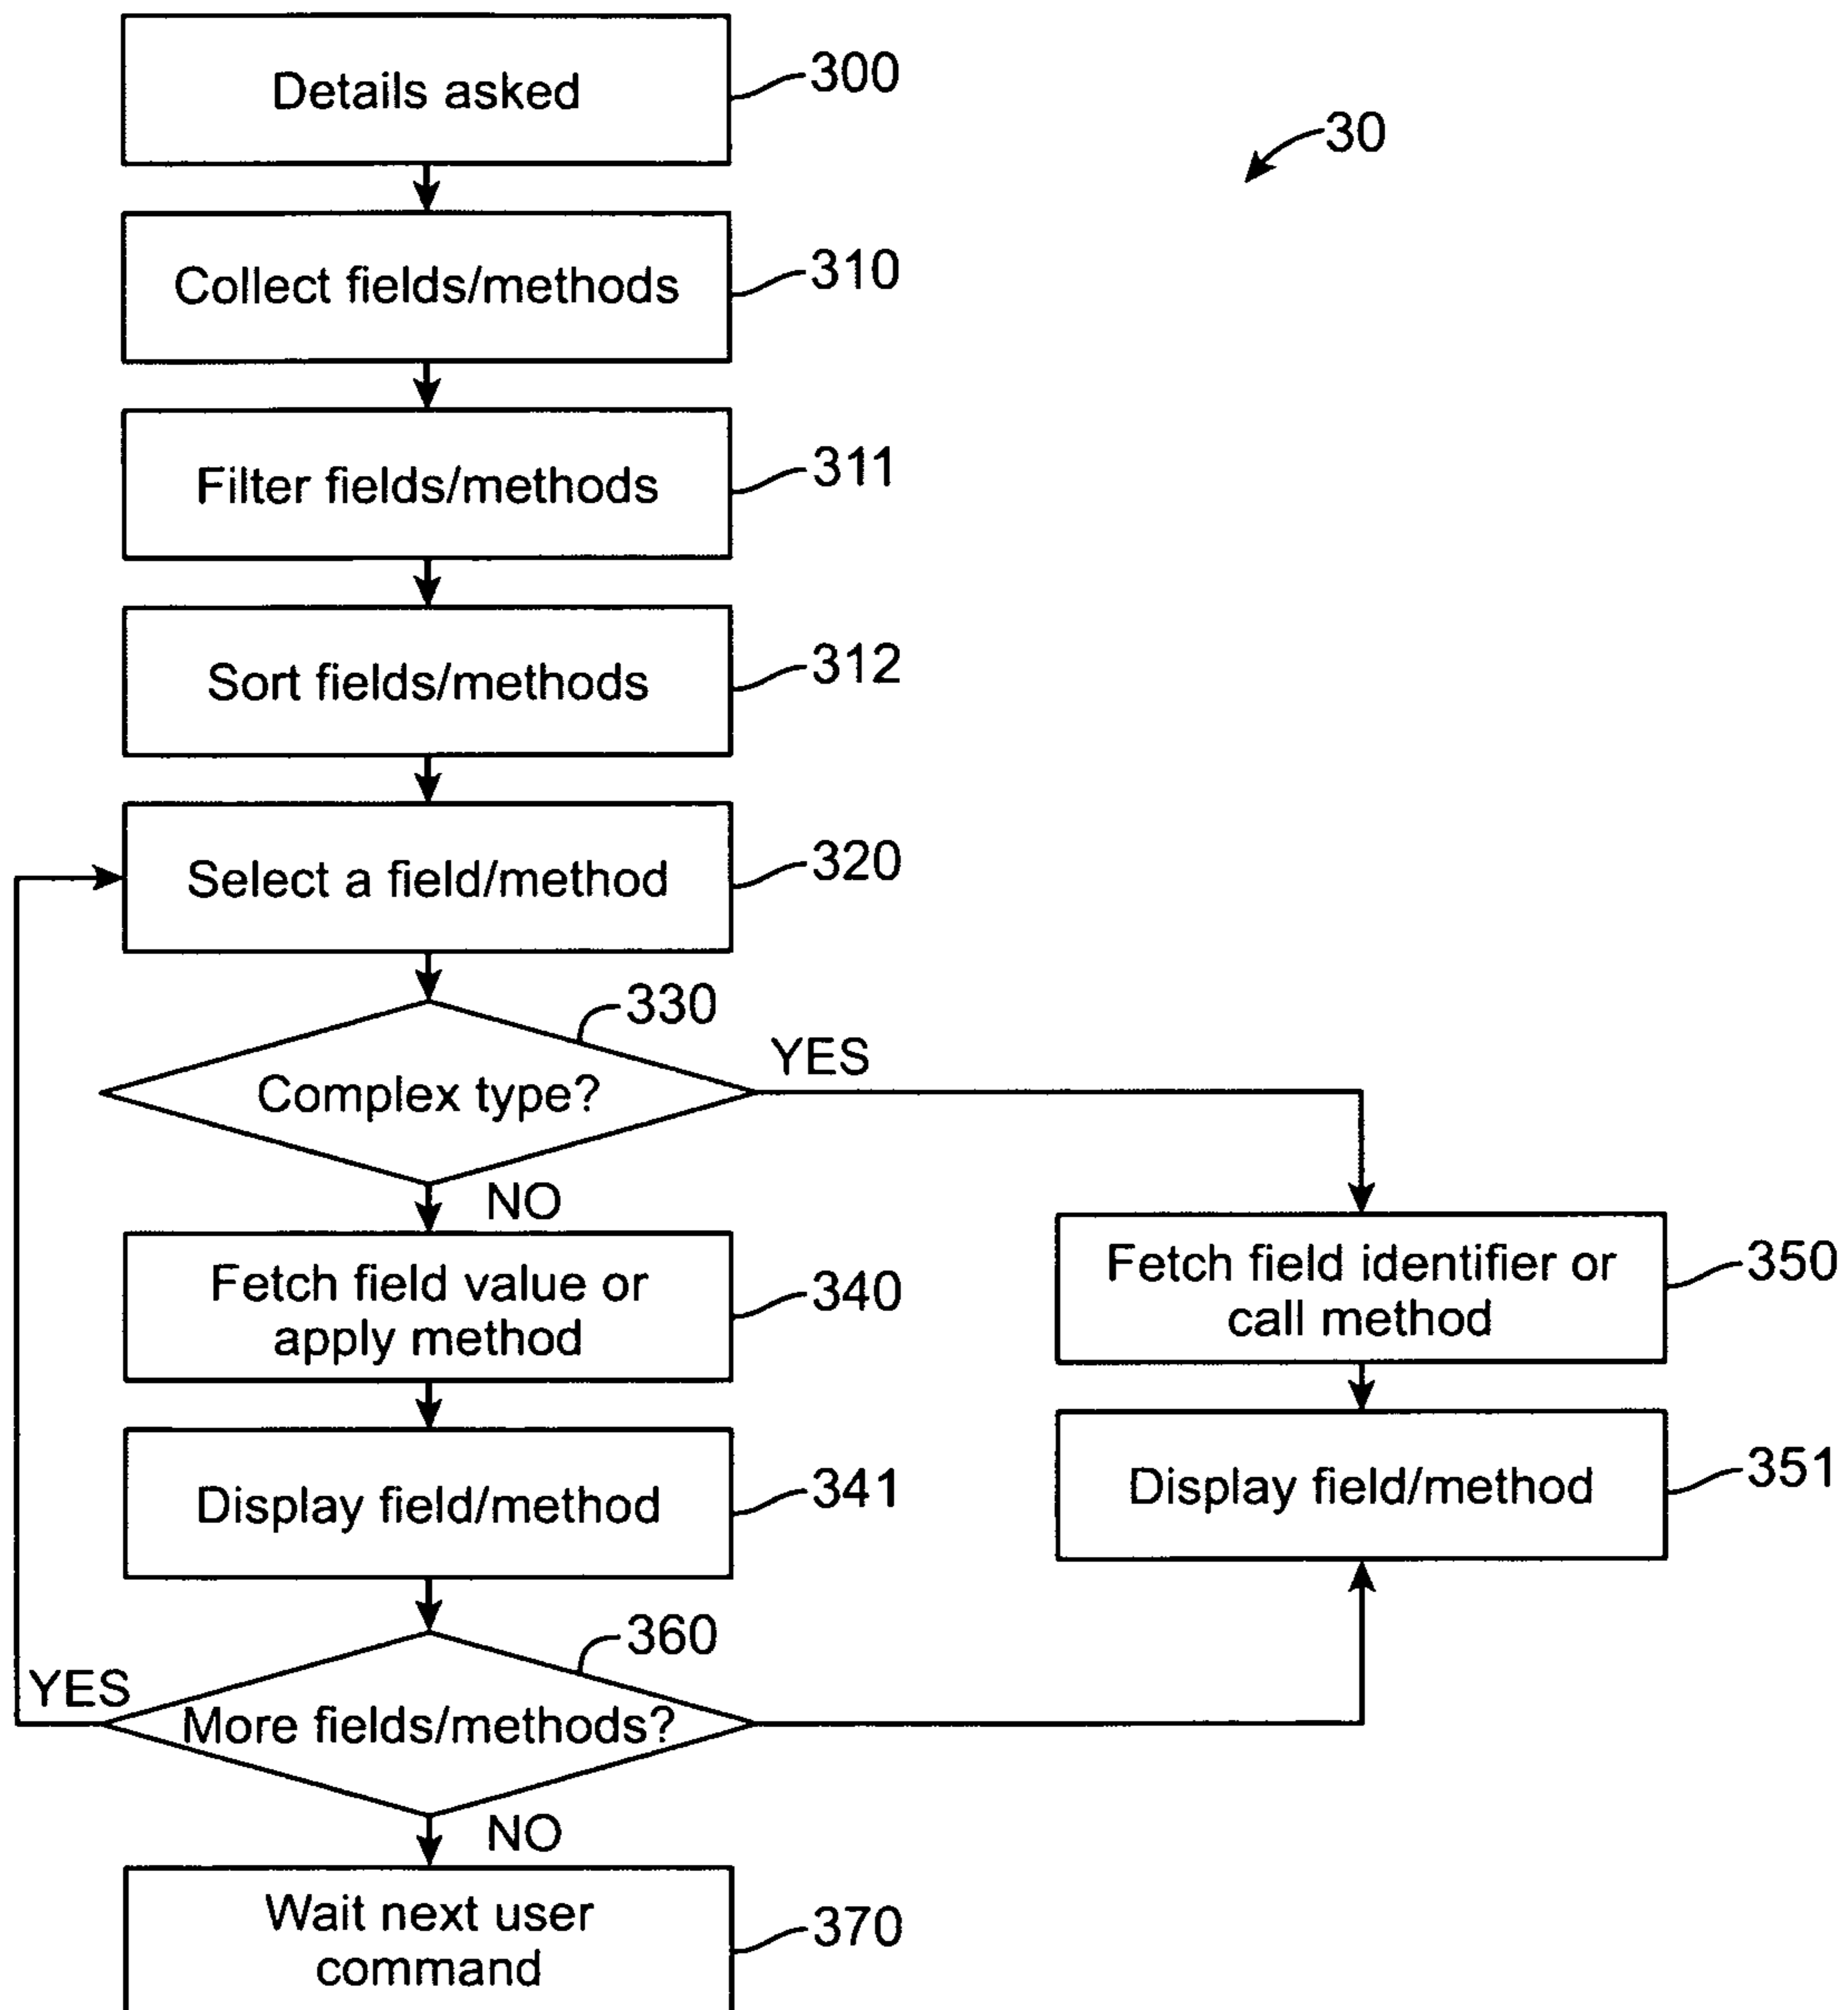 Details asked
300
30
Collect fields/methods
310
Filter fields/methods
311
Sort fields/methods
312
Select a field/method
320
330
Complex type?
YES
NO
Fetch field value or
apply method
340
Fetch field identifier or
call method
350
Display field/method
341
Display field/method
351
360
YES
More fields/methods?
NO
Wait next user
command
370